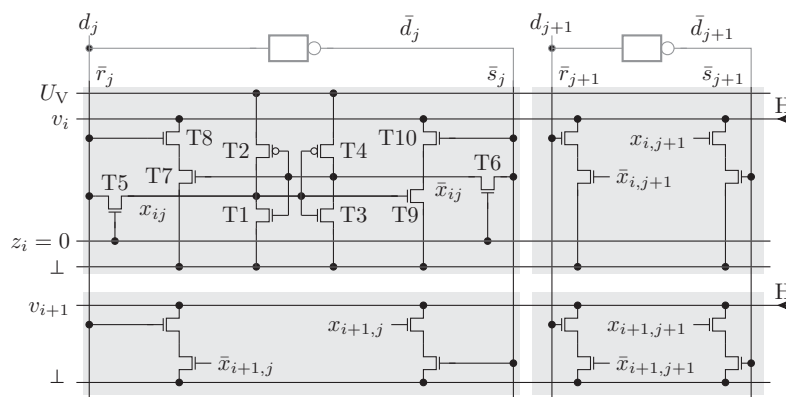 d_j d̄_j d_{j+1} d̄_{j+1}
r̄_j s̄_j r̄_{j+1} s̄_{j+1}
U_V
v_i H
T8 T10 x_{i,j+1}
T2 T4
T7 T6 x̄_{i,j+1}
T5 x_{ij} T1 T3 x̄_{ij} T9
z_i = 0
⊥
v_{i+1} H
x_{i+1,j} x_{i+1,j+1}
x̄_{i+1,j} x̄_{i+1,j+1}
⊥